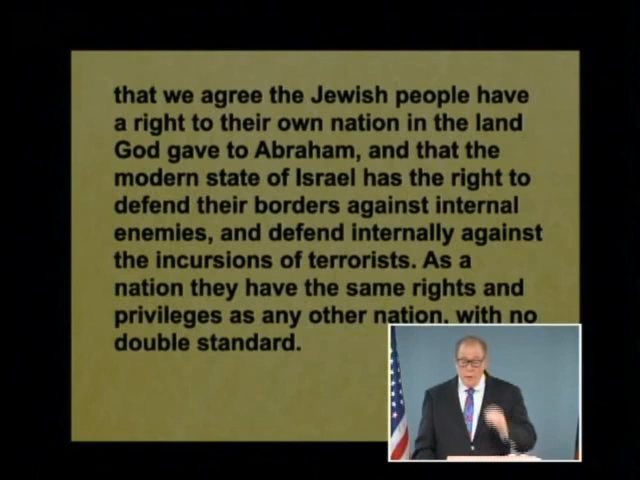 that we agree the Jewish people have
a right to their own nation in the land
God gave to Abraham, and that the
modern state of Israel has the right to
defend their borders against internal
enemies, and defend internally against
the incursions of terrorists. As a
nation they have the same rights and
privileges as any other nation, with no
double standard.